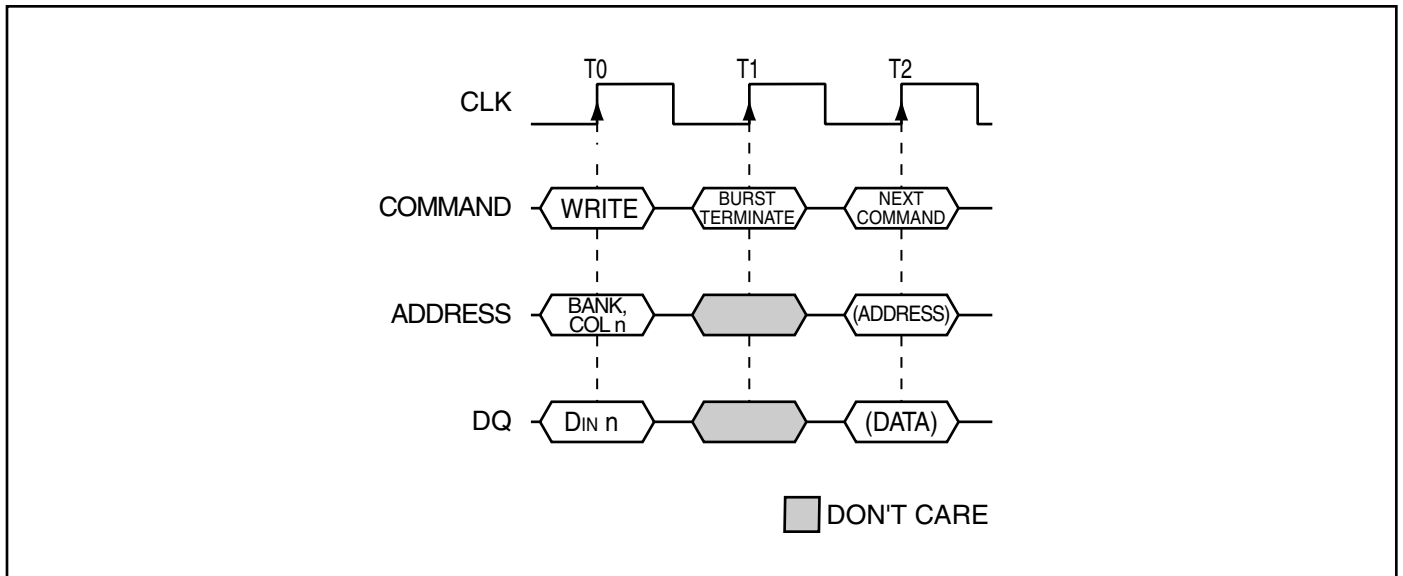 T0 T1 T2
CLK
COMMAND WRITE BURST TERMINATE NEXT COMMAND
ADDRESS BANK, COL n (ADDRESS)
DQ DIN n (DATA)
DON'T CARE